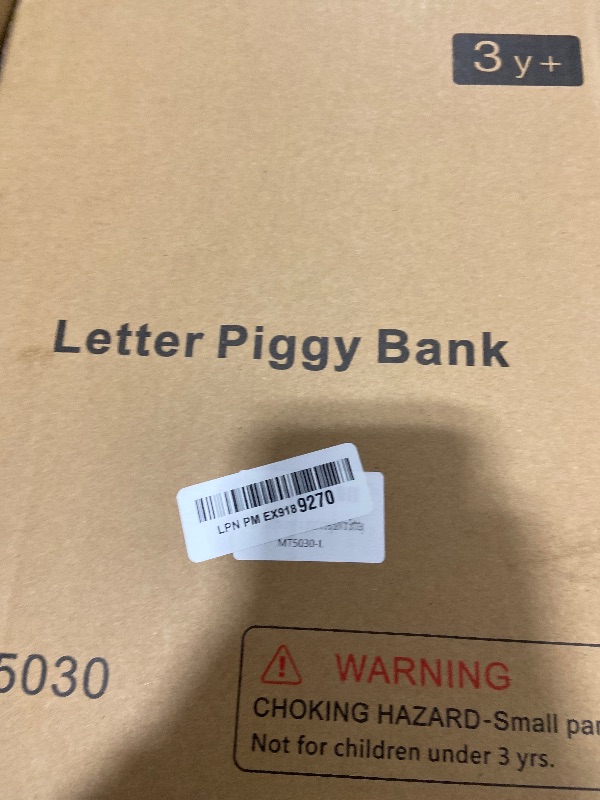 3 y+
Letter Piggy Bank
LPN PM EX9189270
MT5030-L
5030
WARNING
CHOKING HAZARD-Small
Not for children under 3 yrs.